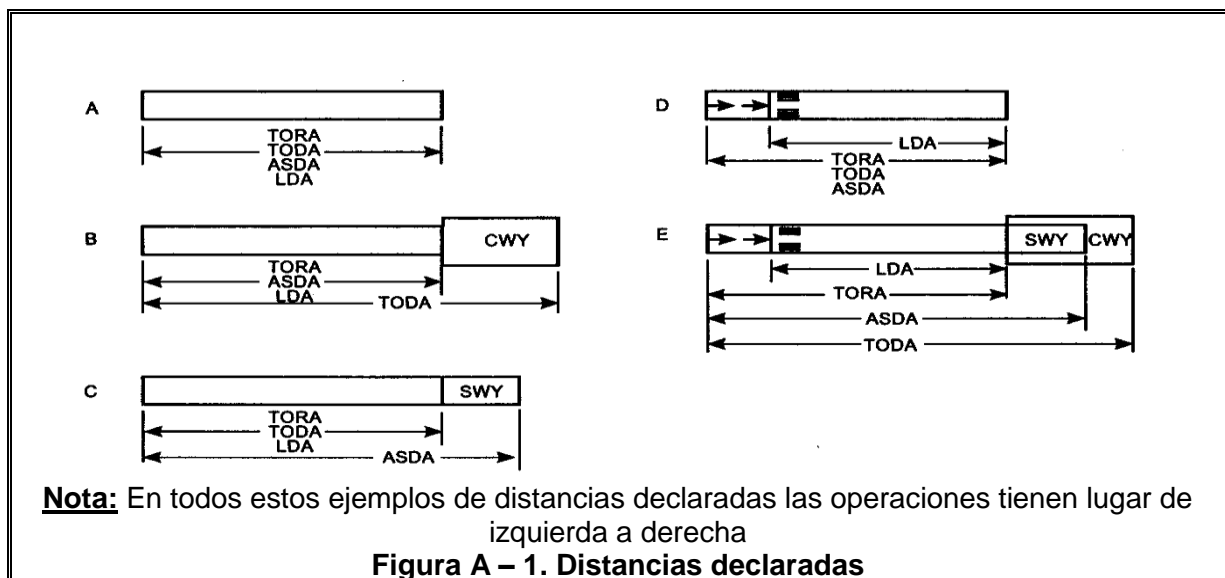 A
TORA
TODA
ASDA
LDA
B
CWY
TORA
ASDA
LDA
TODA
C
SWY
TORA
TODA
LDA
ASDA
D
LDA
TORA
TODA
ASDA
E
SWY
CWY
LDA
TORA
ASDA
TODA
Nota: En todos estos ejemplos de distancias declaradas las operaciones tienen lugar de
izquierda a derecha
Figura A – 1. Distancias declaradas